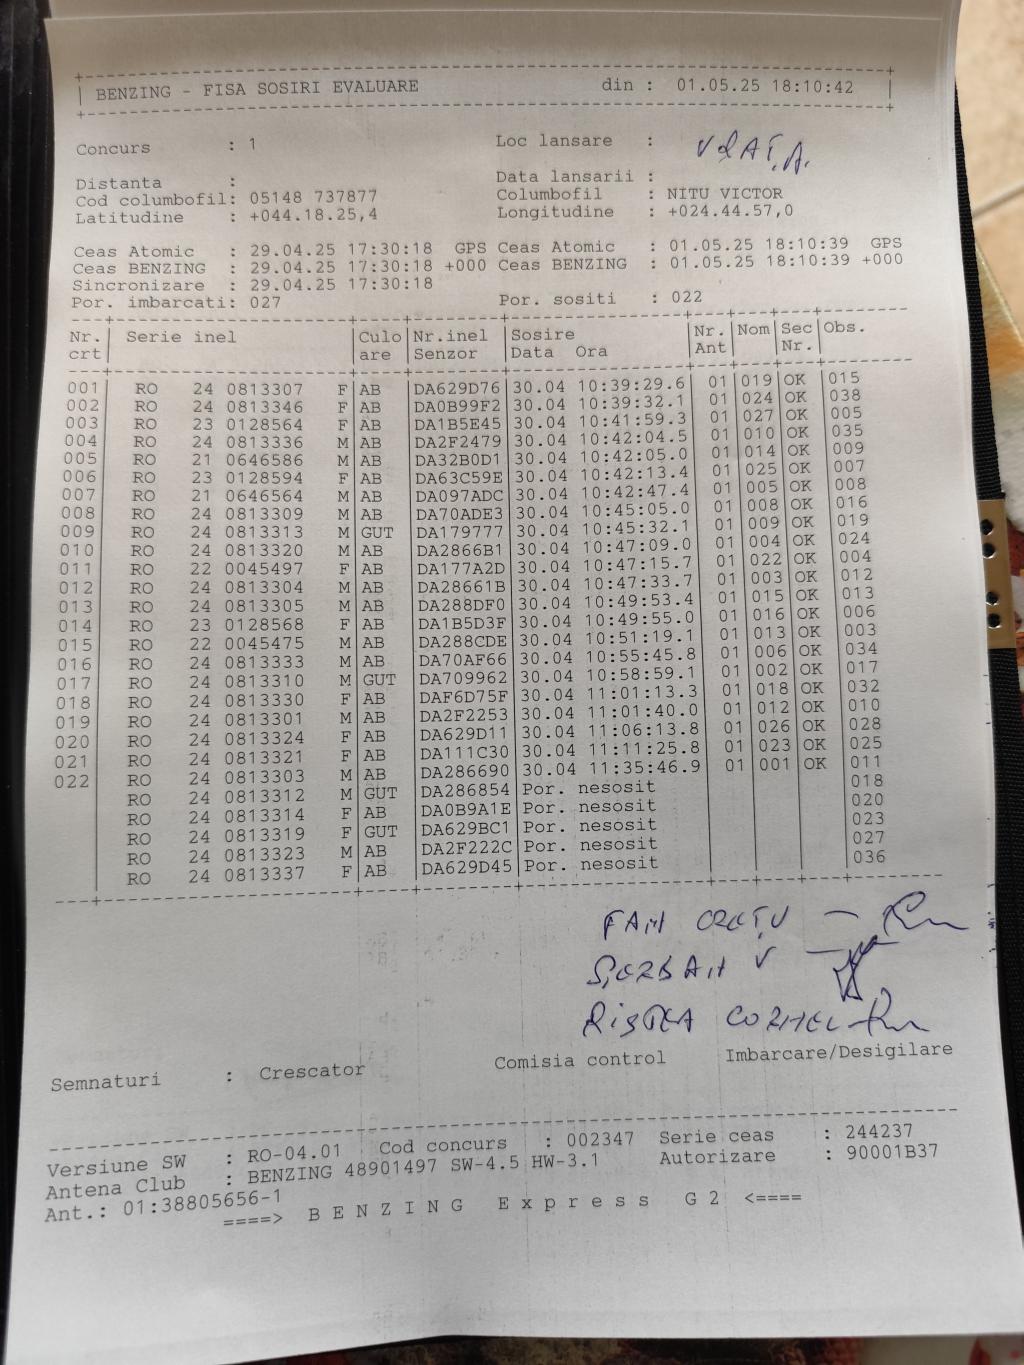 BENZING - FISA SOSIRI EVALUARE din : 01.05.25 18:10:42
Concurs : 1 Loc lansare :
Distanta : Data lansarii :
Cod columbofil: 05148 737877 Columbofil : NITU VICTOR
Latitudine : +044.18.25,4 Longitudine : +024.44.57,0
Ceas Atomic : 29.04.25 17:30:18 GPS Ceas Atomic : 01.05.25 18:10:39 GPS
Ceas BENZING : 29.04.25 17:30:18 +000 Ceas BENZING : 01.05.25 18:10:39 +000
Sincronizare : 29.04.25 17:30:18
Por. imbarcati: 027 Por. sositi : 022
Nr. Serie inel Culo Nr.inel Sosire Nr. Nom Sec Obs.
crt are Senzor Data Ora Ant Nr.
001 RO 24 0813307 F AB DA629D76 30.04 10:39:29.6 01 019 OK 015
002 RO 24 0813346 F AB DA0B99F2 30.04 10:39:32.1 01 024 OK 038
003 RO 23 0128564 F AB DA1B5E45 30.04 10:41:59.3 01 027 OK 005
004 RO 24 0813336 M AB DA2F2479 30.04 10:42:04.5 01 010 OK 035
005 RO 21 0646586 M AB DA32B0D1 30.04 10:42:05.0 01 014 OK 009
006 RO 23 0128594 F AB DA63C59E 30.04 10:42:13.4 01 025 OK 007
007 RO 21 0646564 M AB DA097ADC 30.04 10:42:47.4 01 005 OK 008
008 RO 24 0813309 M AB DA70ADE3 30.04 10:45:05.0 01 008 OK 016
009 RO 24 0813313 M GUT DA179777 30.04 10:45:32.1 01 009 OK 019
010 RO 24 0813320 M AB DA2866B1 30.04 10:47:09.0 01 004 OK 024
011 RO 22 0045497 F AB DA177A2D 30.04 10:47:15.7 01 022 OK 004
012 RO 24 0813304 M AB DA28661B 30.04 10:47:33.7 01 003 OK 012
013 RO 24 0813305 M AB DA288DF0 30.04 10:49:53.4 01 015 OK 013
014 RO 23 0128568 F AB DA1B5D3F 30.04 10:49:55.0 01 016 OK 006
015 RO 22 0045475 M AB DA288CDE 30.04 10:51:19.1 01 013 OK 003
016 RO 24 0813333 M AB DA70AF66 30.04 10:55:45.8 01 006 OK 034
017 RO 24 0813310 M GUT DA709962 30.04 10:58:59.1 01 002 OK 017
018 RO 24 0813330 F AB DAF6D75F 30.04 11:01:13.3 01 018 OK 032
019 RO 24 0813301 M AB DA2F2253 30.04 11:01:40.0 01 012 OK 010
020 RO 24 0813324 F AB DA629D11 30.04 11:06:13.8 01 026 OK 028
021 RO 24 0813321 F AB DA111C30 30.04 11:11:25.8 01 023 OK 025
022 RO 24 0813303 M AB DA286690 30.04 11:35:46.9 01 001 OK 011
RO 24 0813312 M GUT DA286854 Por. nesosit 018
RO 24 0813314 F AB DA0B9A1E Por. nesosit 020
RO 24 0813319 F GUT DA629BC1 Por. nesosit 023
RO 24 0813323 M AB DA2F222C Por. nesosit 027
RO 24 0813337 F AB DA629D45 Por. nesosit 036
FAM CREȚU
ȘERBAN V
RISTEA CORNEL
Semnaturi : Crescator Comisia control Imbarcare/Desigilare
Versiune SW : RO-04.01 Cod concurs : 002347 Serie ceas : 244237
Antena Club : BENZING 48901497 SW-4.5 HW-3.1 Autorizare : 90001B37
Ant.: 01:38805656-1
====> BENZING Express G2 <====